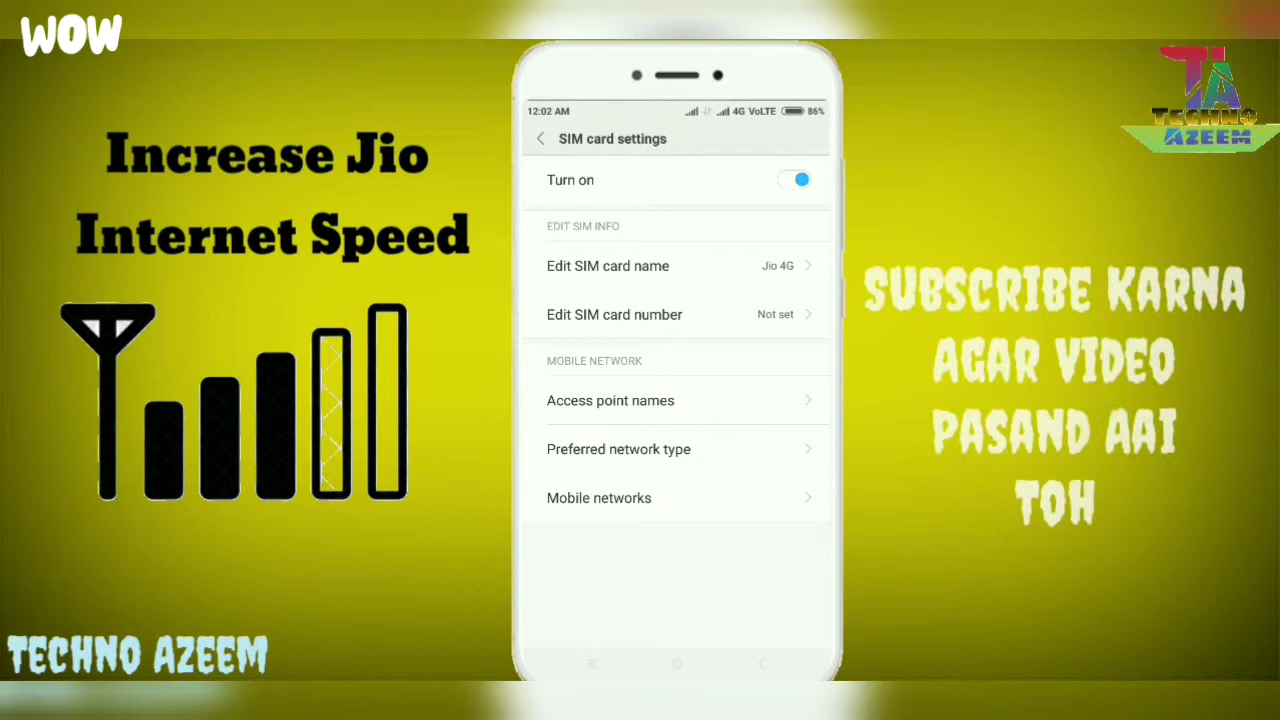 WOW
Increase Jio
Internet Speed
TECHNO AZEEM
12:02 AM
4G VoLTE
86%
SIM card settings
Turn on
EDIT SIM INFO
Edit SIM card name
Jio 4G
Edit SIM card number
Not set
MOBILE NETWORK
Access point names
Preferred network type
Mobile networks
TA
TECHNO
AZEEM
SUBSCRIBE KARNA
AGAR VIDEO
PASAND AAI
TOH